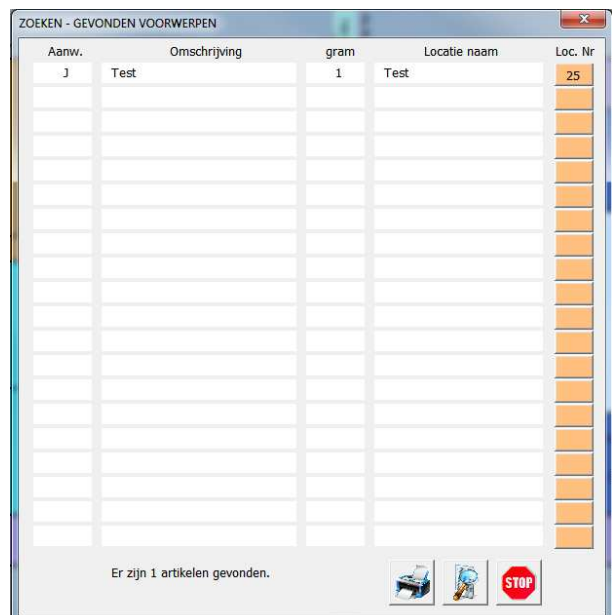 ZOEKEN - GEVONDEN VOORWERPEN
Aanw. Omschrijving gram Locatie naam Loc. Nr
J Test 1 Test 25
Er zijn 1 artikelen gevonden.
STOP